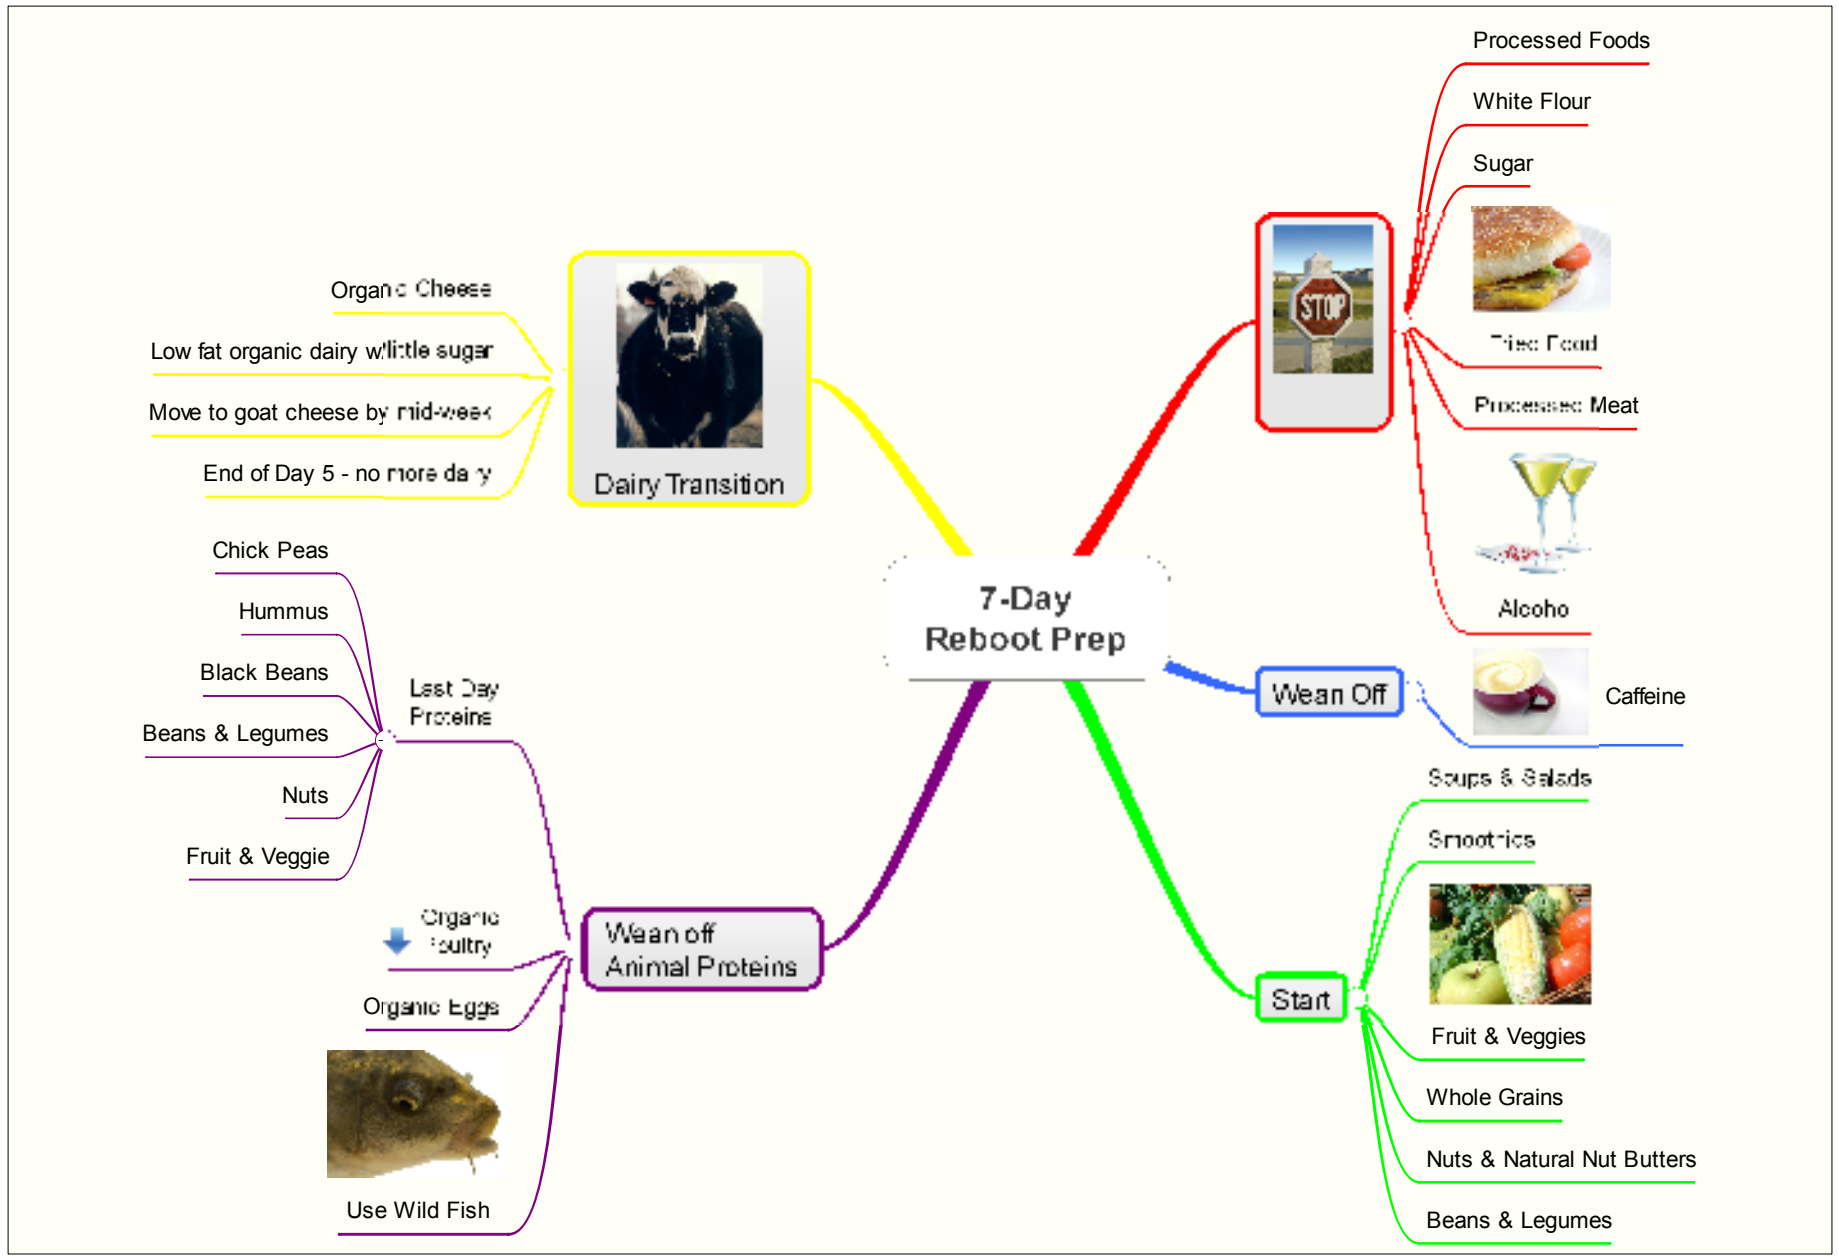 7-Day
Reboot Prep
STOP
Processed Foods
White Flour
Sugar
Fried Food
Processed Meat
Alcoho
Wean Off
Caffeine
Start
Soups & Salads
Smoothies
Fruit & Veggies
Whole Grains
Nuts & Natural Nut Butters
Beans & Legumes
Dairy Transition
Organic Cheese
Low fat organic dairy w/little sugar
Move to goat cheese by mid-week
End of Day 5 - no more dairy
Wean off
Animal Proteins
Last Day
Proteins
Chick Peas
Hummus
Black Beans
Beans & Legumes
Nuts
Fruit & Veggie
Organic
Poultry
Organic Eggs
Use Wild Fish